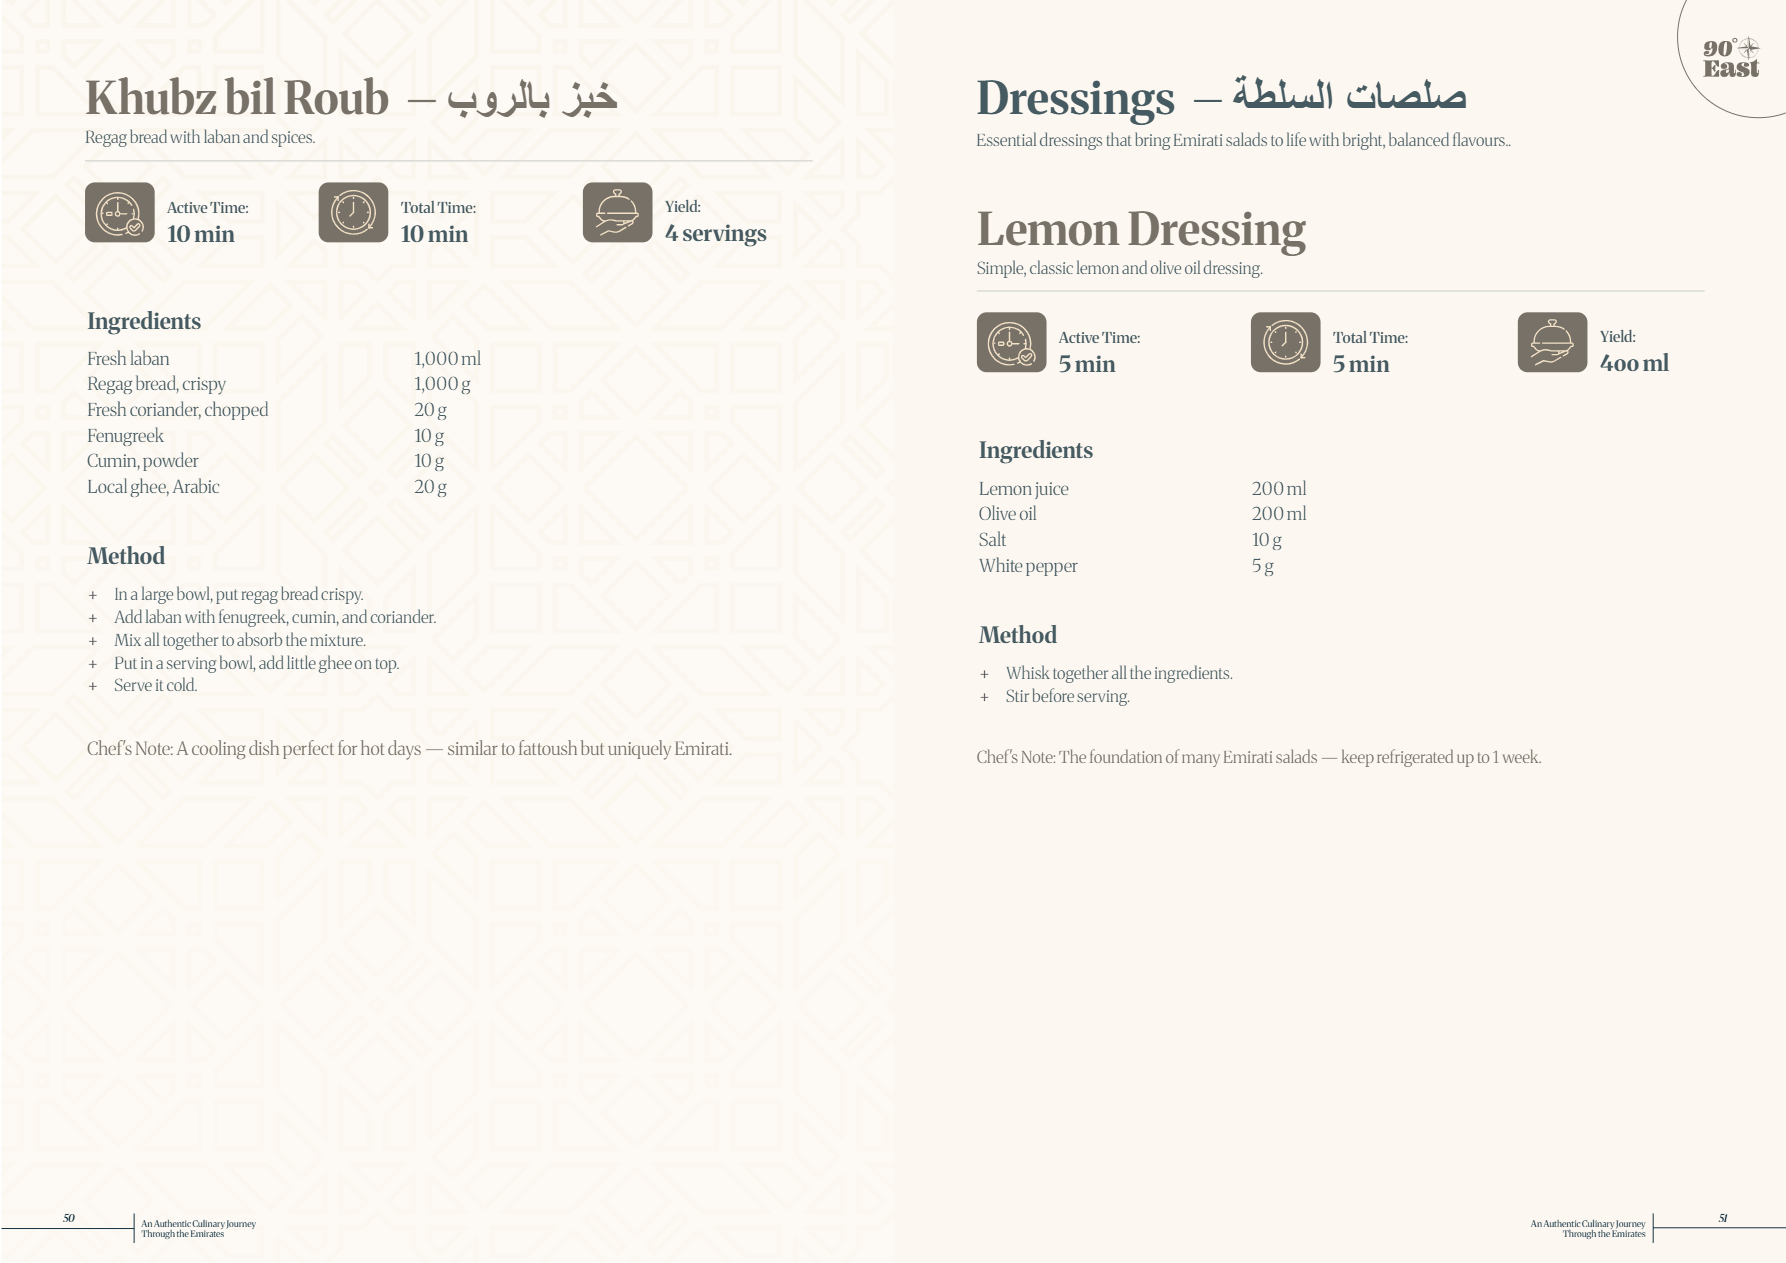 Khubz bil Roub — خبز بالروب
Regag bread with laban and spices.
Active Time:
10 min
Total Time:
10 min
Yield:
4 servings
Ingredients
Fresh laban 1,000 ml
Regag bread, crispy 1,000 g
Fresh coriander, chopped 20 g
Fenugreek 10 g
Cumin, powder 10 g
Local ghee, Arabic 20 g
Method
+ In a large bowl, put regag bread crispy.
+ Add laban with fenugreek, cumin, and coriander.
+ Mix all together to absorb the mixture.
+ Put in a serving bowl, add little ghee on top.
+ Serve it cold.
Chef's Note: A cooling dish perfect for hot days — similar to fattoush but uniquely Emirati.
50
An Authentic Culinary Journey
Through the Emirates
90°
East
Dressings — صلصات السلطة
Essential dressings that bring Emirati salads to life with bright, balanced flavours..
Lemon Dressing
Simple, classic lemon and olive oil dressing.
Active Time:
5 min
Total Time:
5 min
Yield:
400 ml
Ingredients
Lemon juice 200 ml
Olive oil 200 ml
Salt 10 g
White pepper 5 g
Method
+ Whisk together all the ingredients.
+ Stir before serving.
Chef's Note: The foundation of many Emirati salads — keep refrigerated up to 1 week.
An Authentic Culinary Journey
Through the Emirates
51